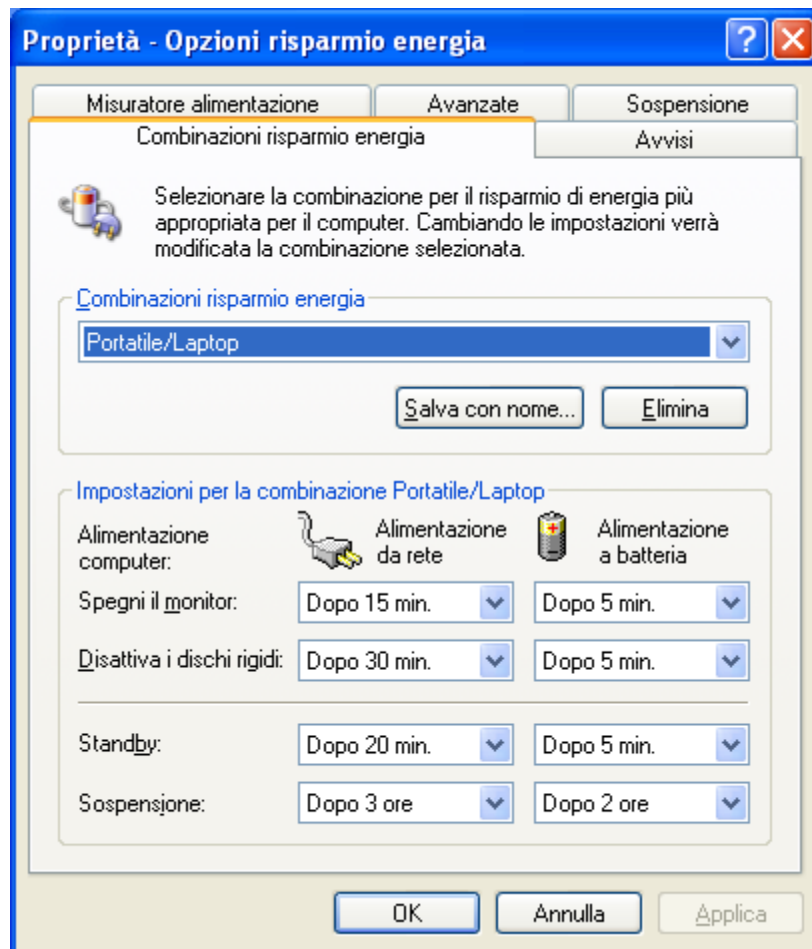 Proprietà - Opzioni risparmio energia
Misuratore alimentazione
Avanzate
Sospensione
Combinazioni risparmio energia
Avvisi
Selezionare la combinazione per il risparmio di energia più
appropriata per il computer. Cambiando le impostazioni verrà
modificata la combinazione selezionata.
Combinazioni risparmio energia
Portatile/Laptop
Salva con nome...
Elimina
Impostazioni per la combinazione Portatile/Laptop
Alimentazione
computer:
Alimentazione
da rete
Alimentazione
a batteria
Spegni il monitor:
Dopo 15 min.
Dopo 5 min.
Disattiva i dischi rigidi:
Dopo 30 min.
Dopo 5 min.
Standby:
Dopo 20 min.
Dopo 5 min.
Sospensione:
Dopo 3 ore
Dopo 2 ore
OK
Annulla
Applica